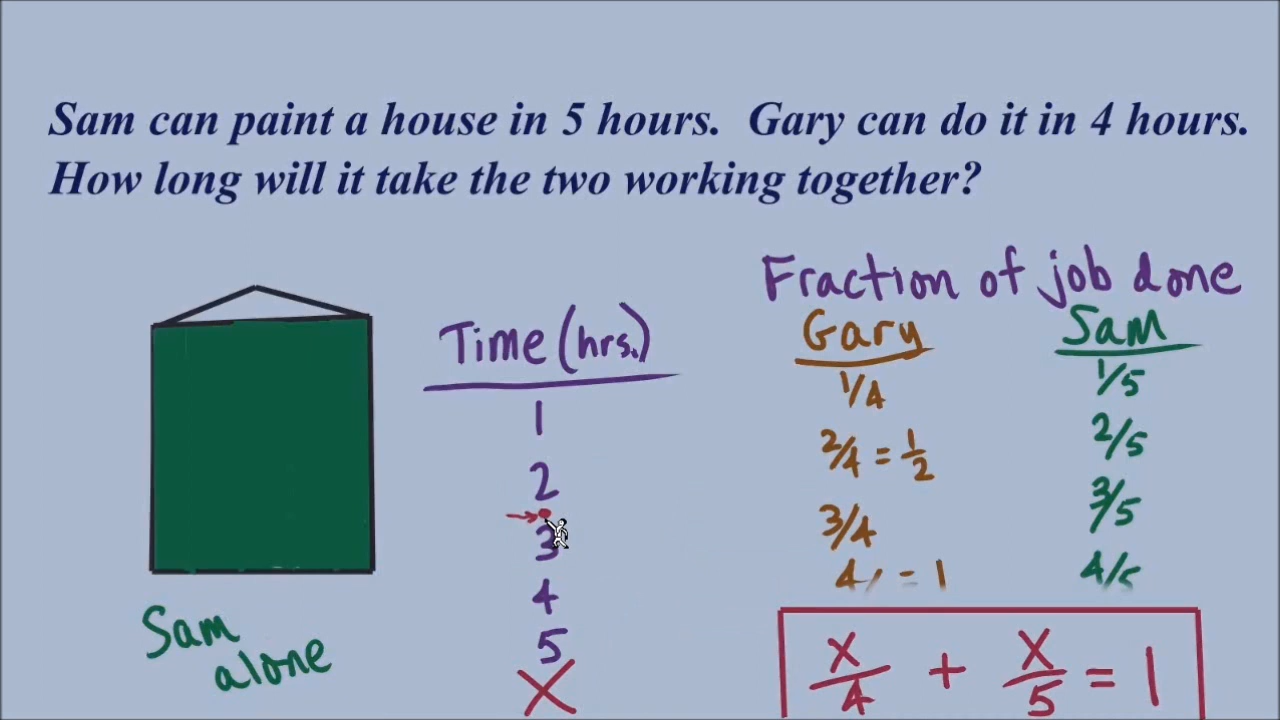 Sam can paint a house in 5 hours. Gary can do it in 4 hours.
How long will it take the two working together?
Fraction of job done
Time (hrs.)
Gary
Sam
1
1/4
1/5
2
2/4 = 1/2
2/5
3
3/4
3/5
4
4/ = 1
4/5
5
X
Sam
alone
x/4 + x/5 = 1